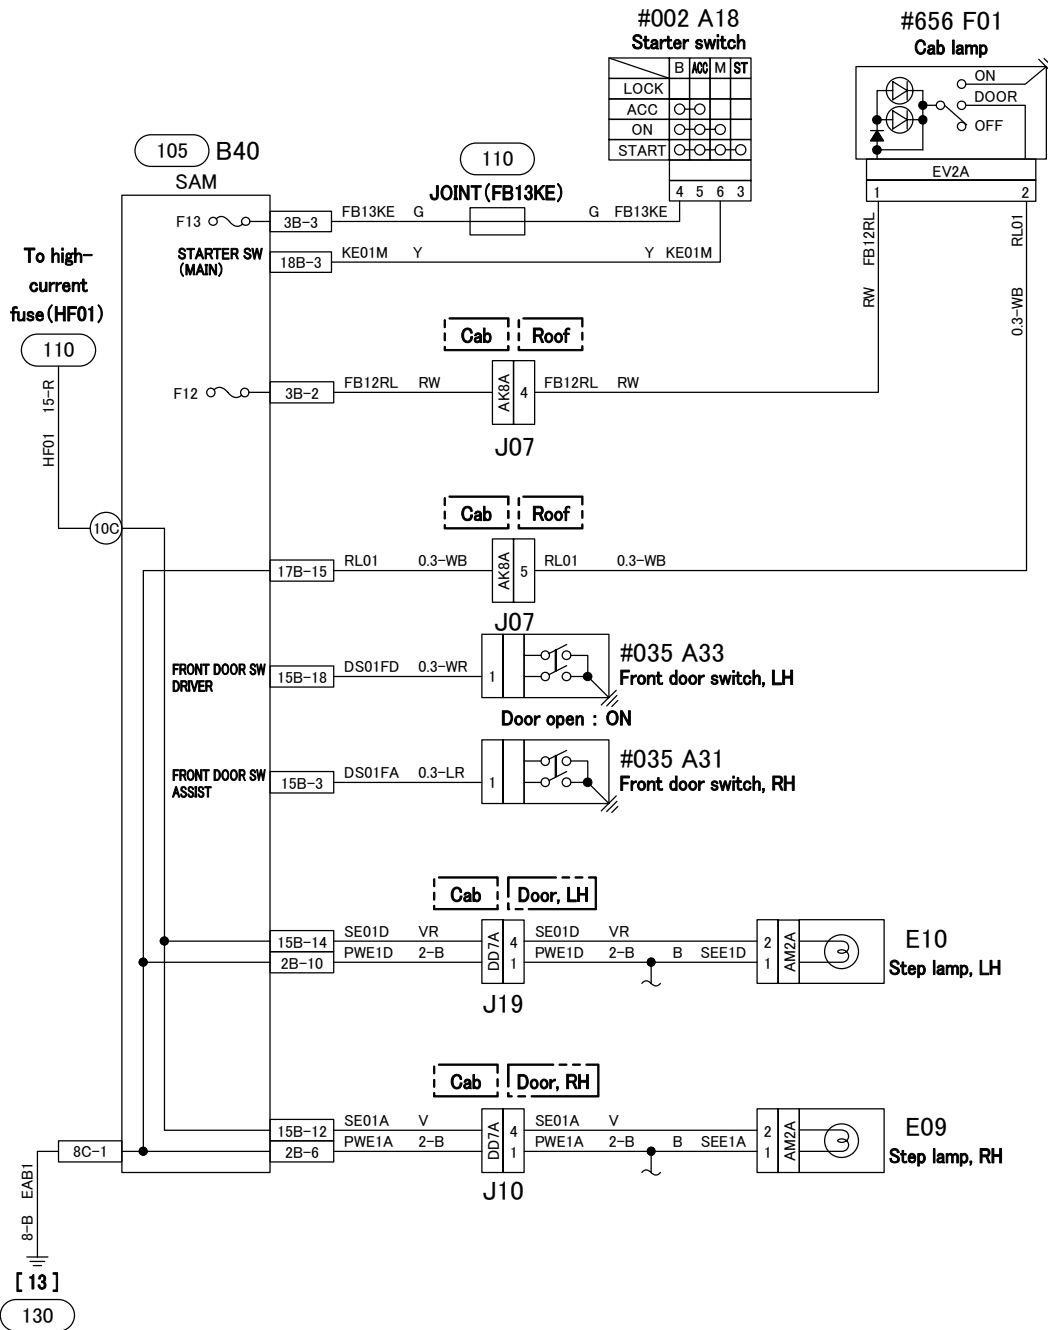 #002 A18
Starter switch
B ACC M ST
LOCK
ACC
ON
START
4 5 6 3
#656 F01
Cab lamp
ON
DOOR
OFF
EV2A
1 2
105 B40
SAM
110
JOINT(FB13KE)
F13 3B-3 FB13KE G G FB13KE
STARTER SW
(MAIN)
18B-3 KE01M Y Y KE01M
RW FB12RL
0.3-WB RL01
To high-
current
fuse(HF01)
110
HF01 15-R
Cab Roof
F12 3B-2 FB12RL RW AK8A 4 FB12RL RW
J07
10C
Cab Roof
17B-15 RL01 0.3-WB AK8A 5 RL01 0.3-WB
J07
FRONT DOOR SW
DRIVER
15B-18 DS01FD 0.3-WR 1
#035 A33
Front door switch, LH
Door open : ON
FRONT DOOR SW
ASSIST
15B-3 DS01FA 0.3-LR 1
#035 A31
Front door switch, RH
Cab Door, LH
15B-14 SE01D VR DD7A 4 SE01D VR 2 AM2A
2B-10 PWE1D 2-B 1 PWE1D 2-B B SEE1D 1
E10
Step lamp, LH
J19
Cab Door, RH
15B-12 SE01A V DD7A 4 SE01A V 2 AM2A
2B-6 PWE1A 2-B 1 PWE1A 2-B B SEE1A 1
E09
Step lamp, RH
J10
8C-1
8-B EAB1
[ 13 ]
130